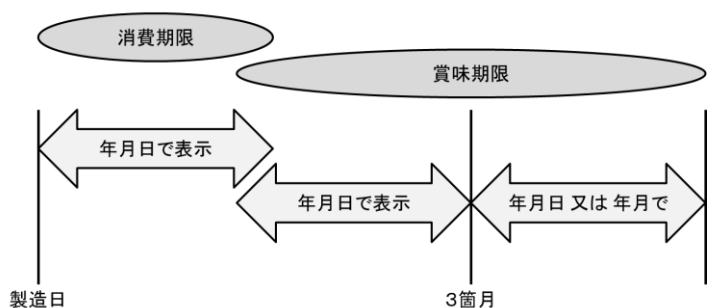 消費期限
賞味期限
年月日で表示
年月日で表示
年月日 又は 年月で
製造日
3箇月